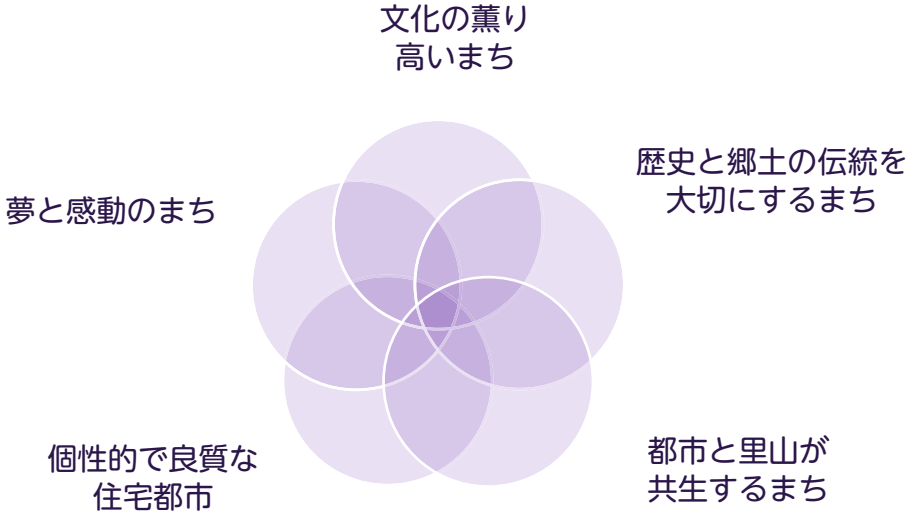 文化の薫り
高いまち
歴史と郷土の伝統を
大切にするまち
夢と感動のまち
個性的で良質な
住宅都市
都市と里山が
共生するまち